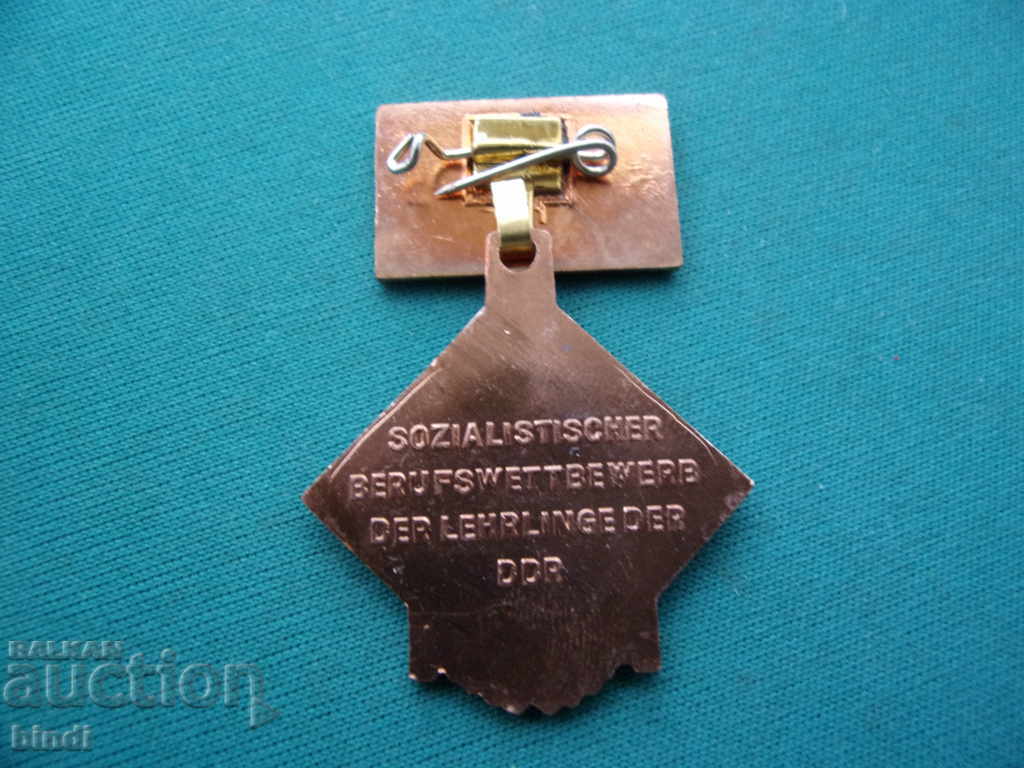 SOZIALISTISCHER
BERUFSWETTBEWERB
DER LEHRLINGE DER
DDR
BALKAN
auction
bindi